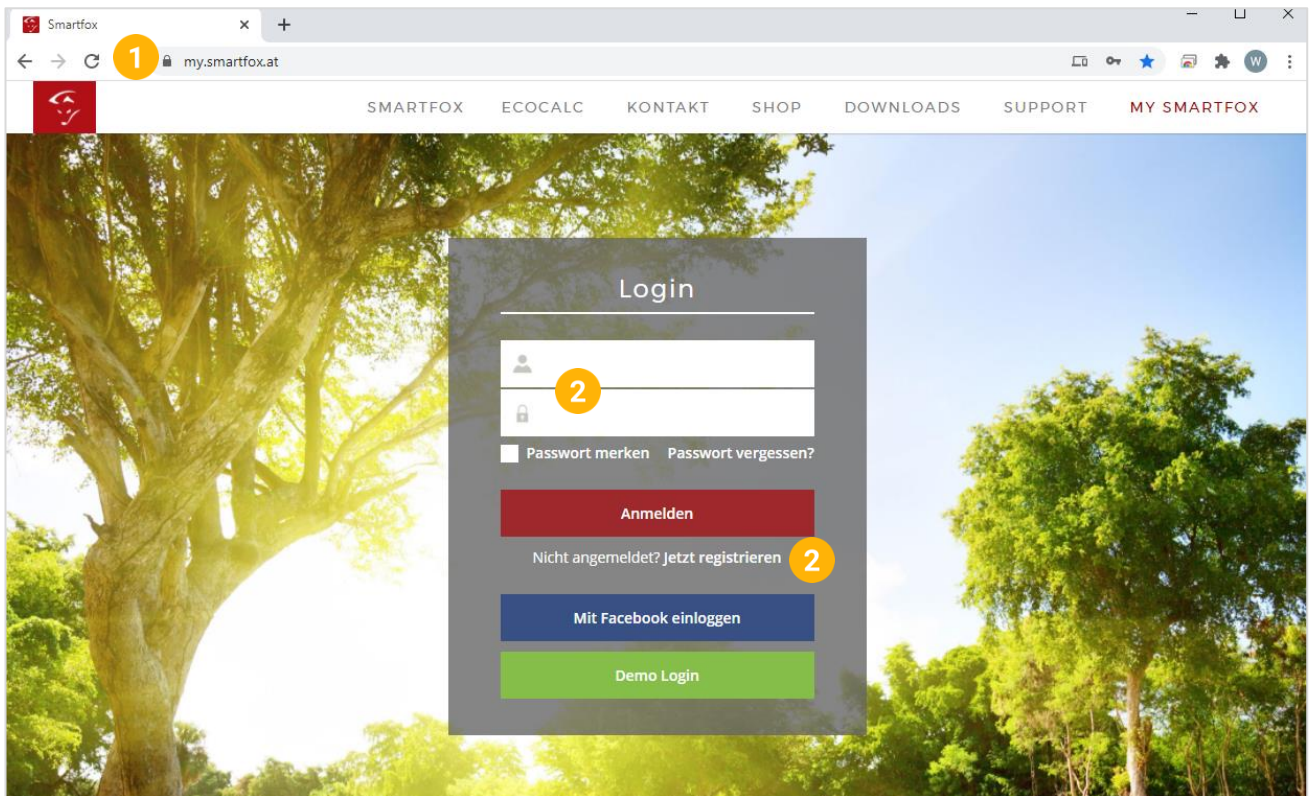 Smartfox
1
my.smartfox.at
W
SMARTFOX ECOCALC KONTAKT SHOP DOWNLOADS SUPPORT MY SMARTFOX
Login
2
Passwort merken Passwort vergessen?
Anmelden
Nicht angemeldet? Jetzt registrieren 2
Mit Facebook einloggen
Demo Login